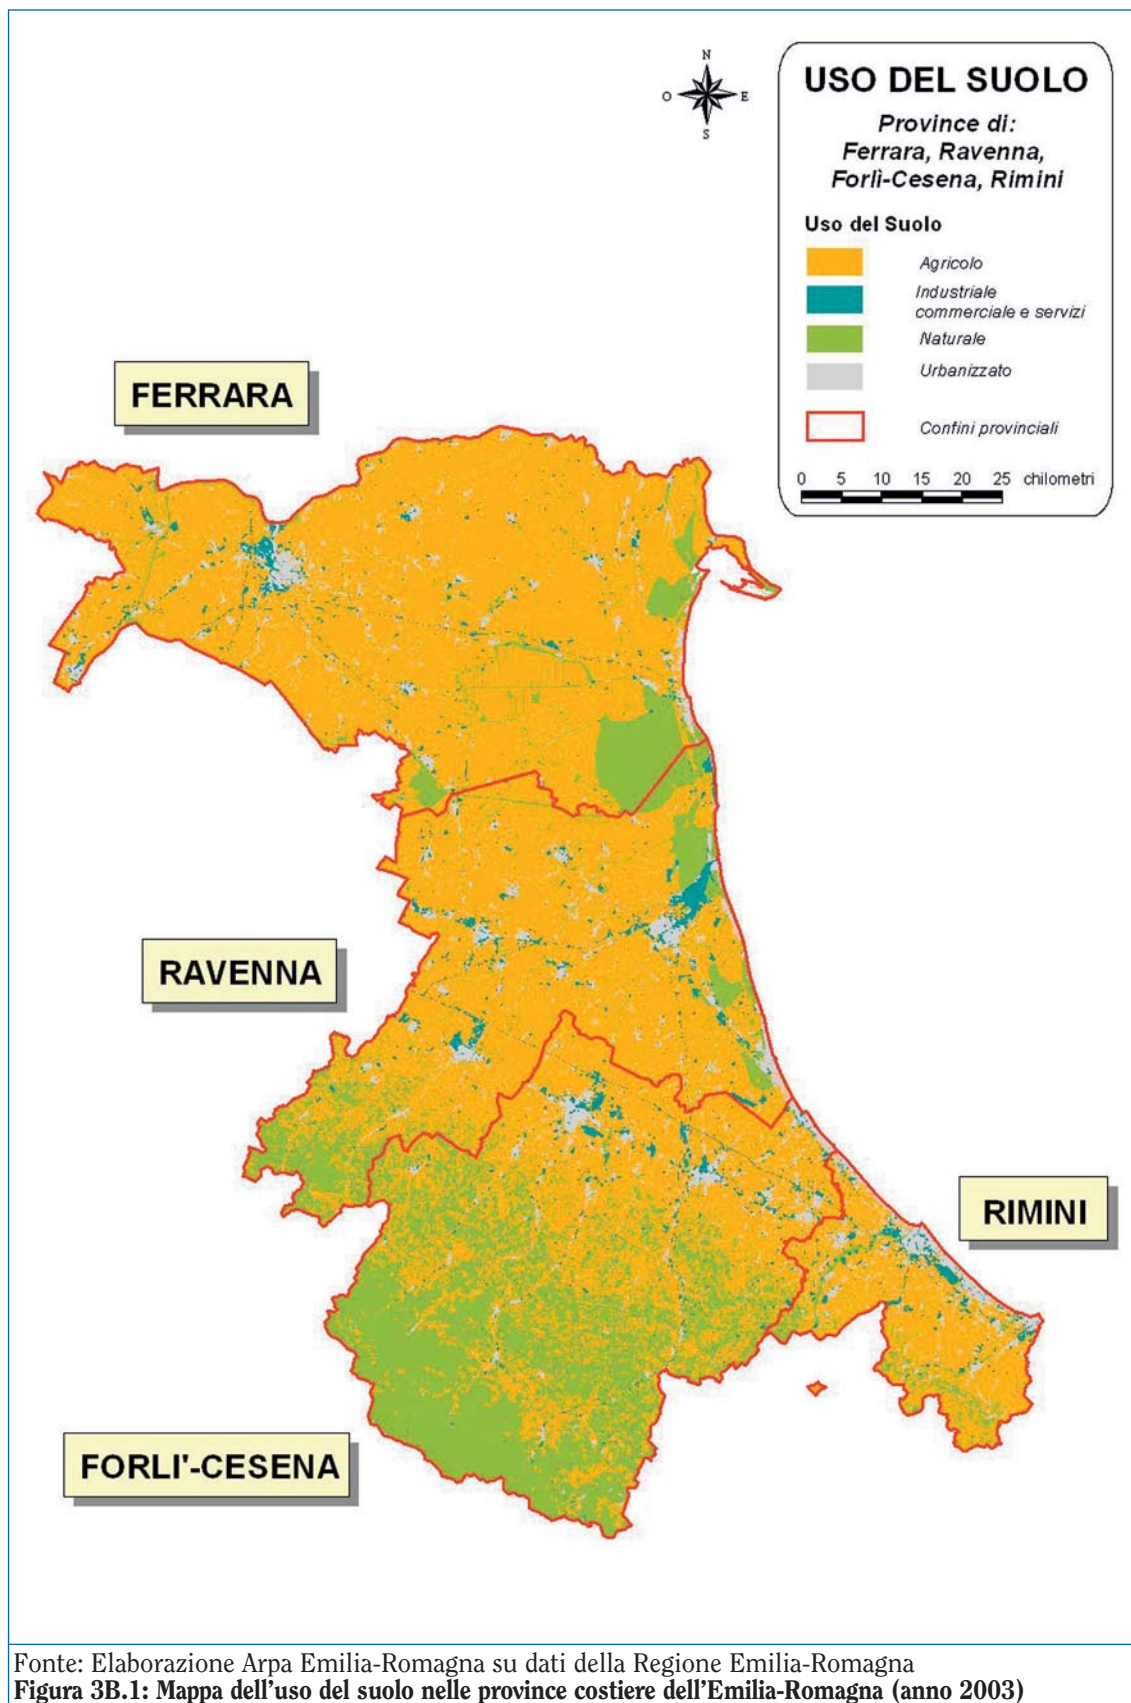 N
O
E
S
USO DEL SUOLO
Province di:
Ferrara, Ravenna,
Forlì-Cesena, Rimini
Uso del Suolo
Agricolo
Industriale
commerciale e servizi
Naturale
Urbanizzato
Confini provinciali
0 5 10 15 20 25 chilometri
FERRARA
RAVENNA
RIMINI
FORLI'-CESENA
Fonte: Elaborazione Arpa Emilia-Romagna su dati della Regione Emilia-Romagna
Figura 3B.1: Mappa dell’uso del suolo nelle province costiere dell’Emilia-Romagna (anno 2003)